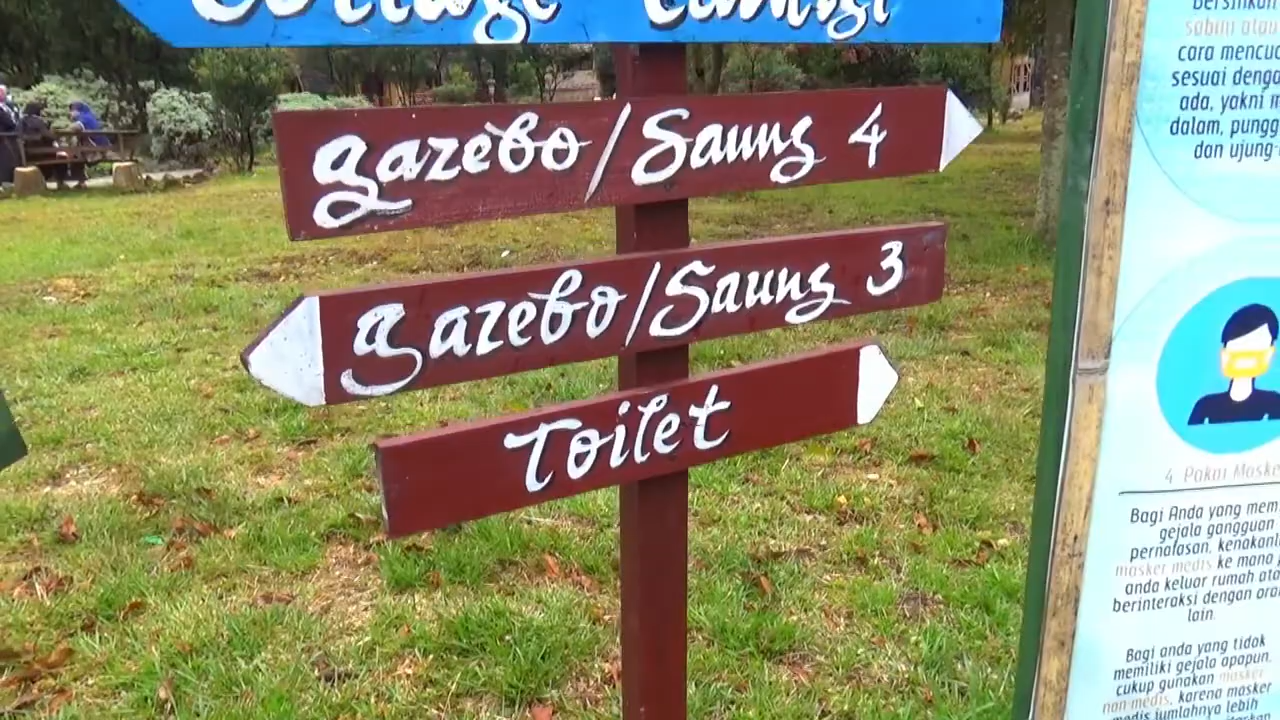 Cottage Cantigi
gazebo/Saung 4
gazebo/Saung 3
Toilet
sabun atau
cara mencuc
sesuai denga
ada, yakni m
dalam, pungg
dan ujung-
4 Pakai Maske
Bagi Anda yang mem
gejala gangguan
pernafasan, kenakanl
masker medis ke mana
anda keluar rumah ata
berinteraksi dengan ora
lain.
Bagi anda yang tidak
memiliki gejala apapun,
cukup gunakan masker
non medis, karena masker
medis jumlahnya lebih